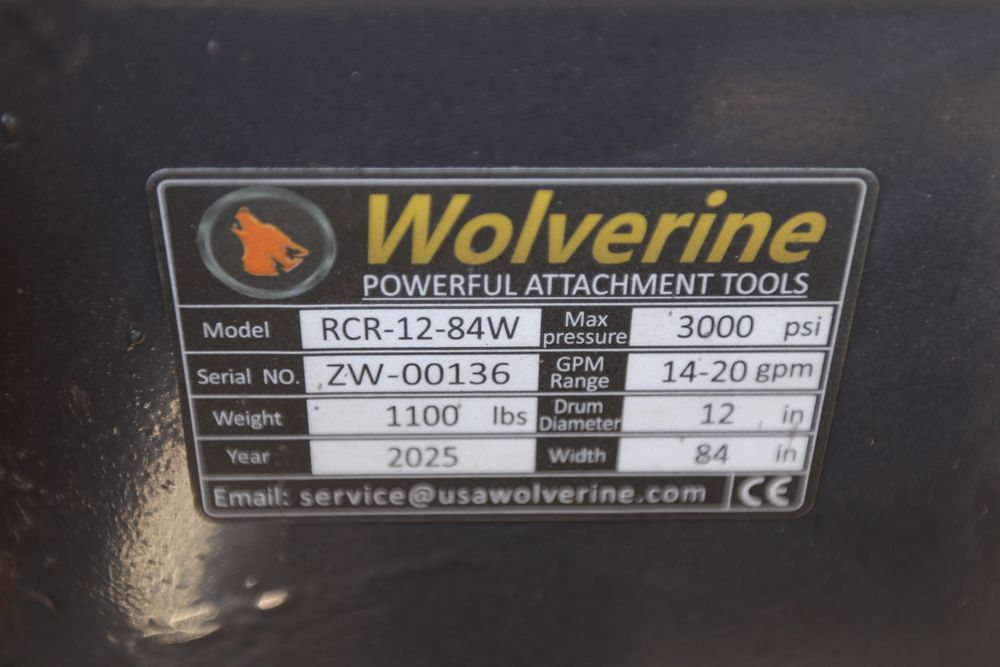 Wolverine
POWERFUL ATTACHMENT TOOLS
Model RCR-12-84W Max pressure 3000 psi
Serial NO. ZW-00136 GPM Range 14-20 gpm
Weight 1100 lbs Drum Diameter 12 in
Year 2025 Width 84 in
Email: service@usawolverine.com CE